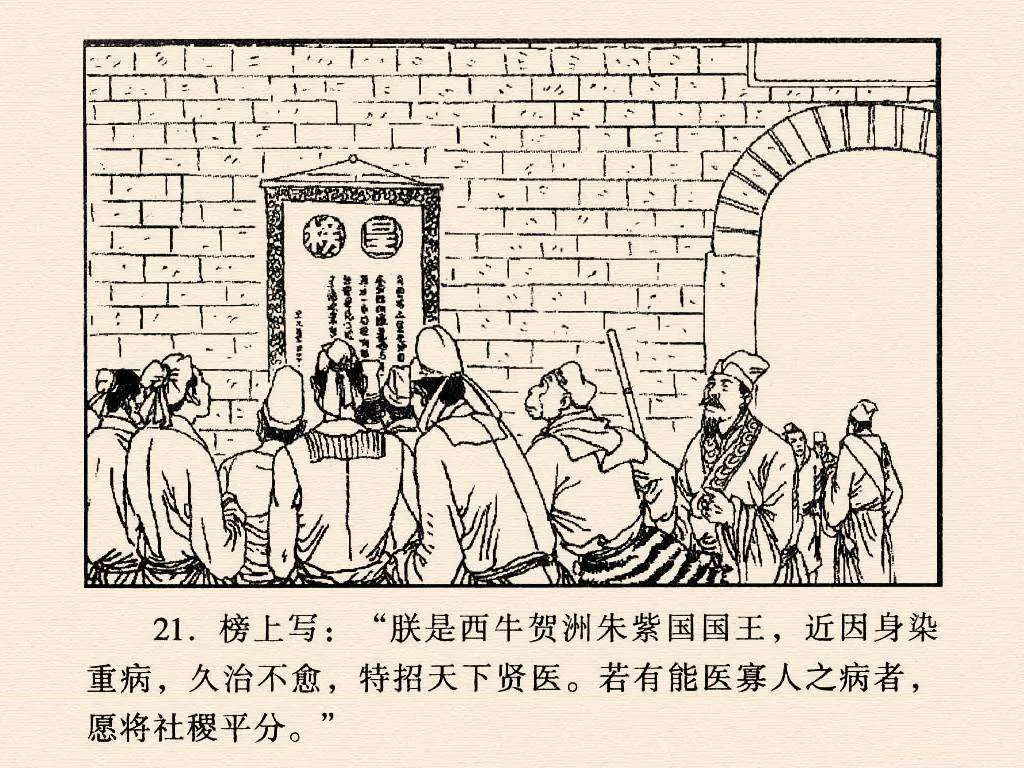 皇榜
21. 榜上写：“朕是西牛贺洲朱紫国国王，近因身染
重病，久治不愈，特招天下贤医。若有能医寡人之病者，
愿将社稷平分。”